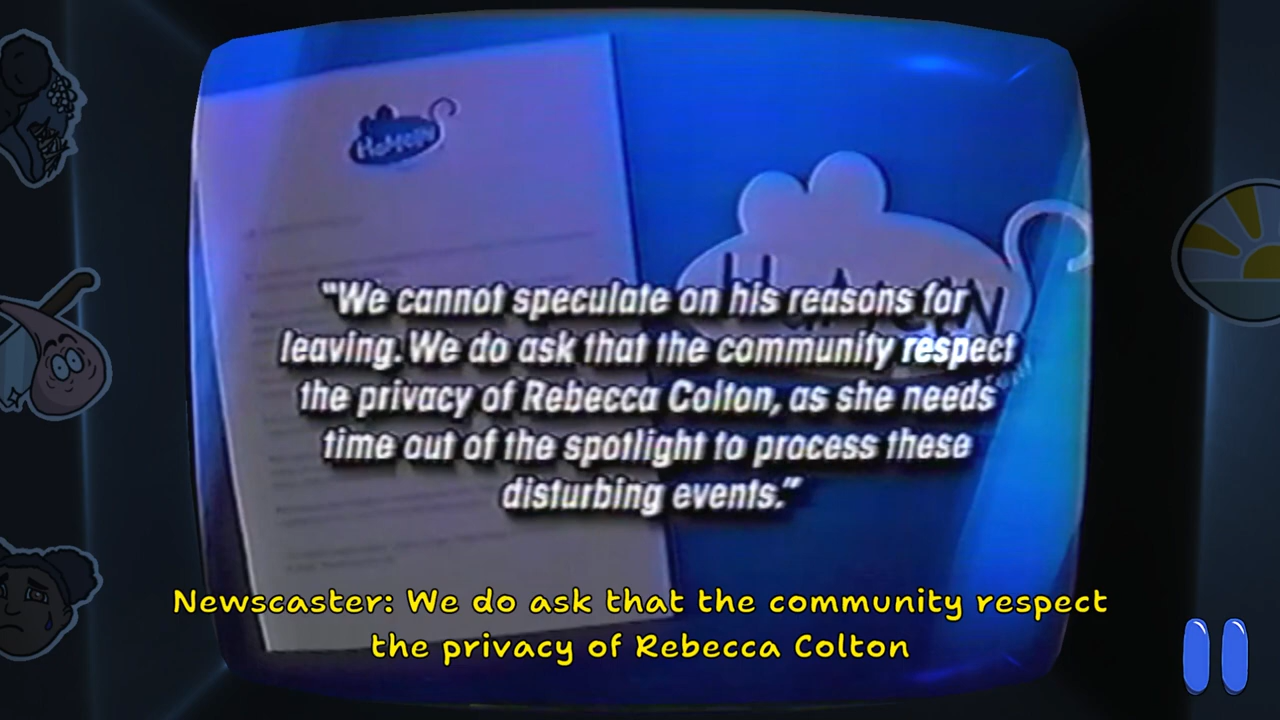 HaMelN
HaMelN
"We cannot speculate on his reasons for
leaving. We do ask that the community respect
the privacy of Rebecca Colton, as she needs
time out of the spotlight to process these
disturbing events."
Newscaster: We do ask that the community respect
the privacy of Rebecca Colton